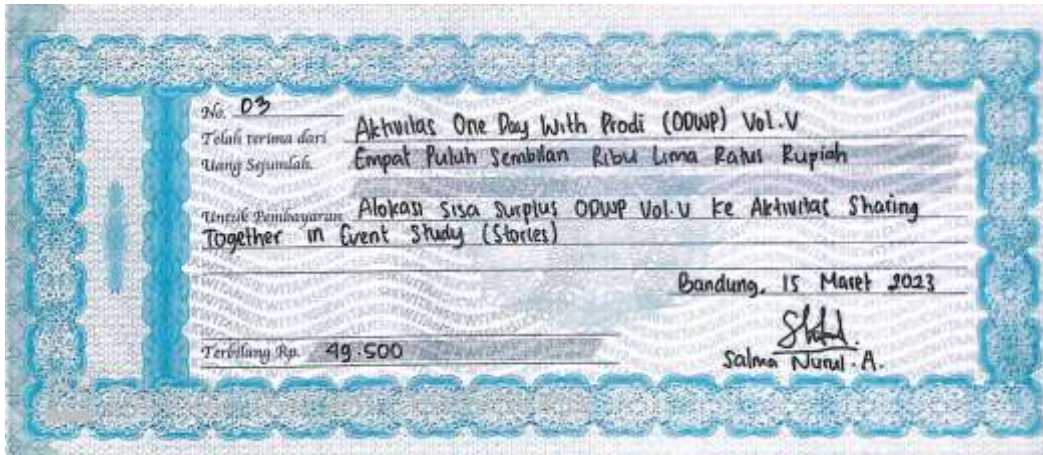 No. 03
Telah terima dari Aktivitas One Day With Prodi (ODWP) Vol.V
Uang Sejumlah Empat Puluh Sembilan Ribu Lima Ratus Rupiah
Untuk Pembayaran Alokasi Sisa Surplus ODWP Vol.V ke Aktivitas Sharing
Together in Event Study (Stories)
Bandung, 15 Maret 2023
Terbilang Rp. 49.500
Salma Nurul.A.